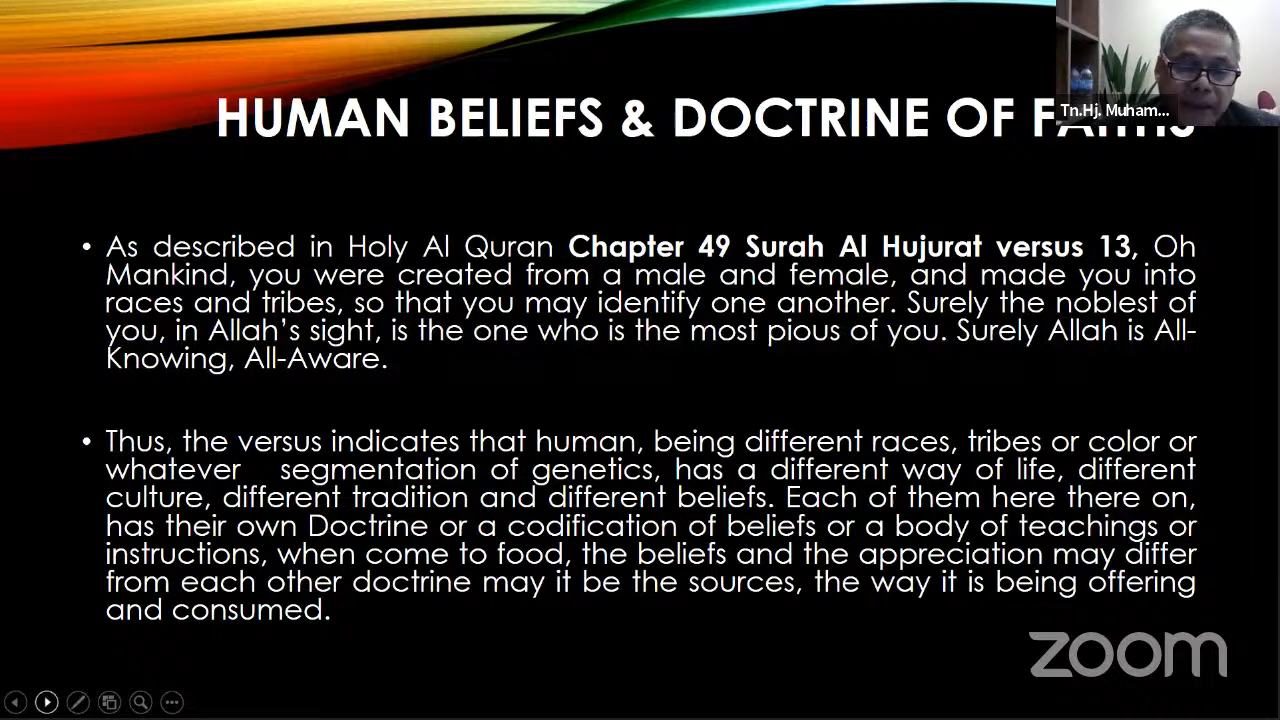 HUMAN BELIEFS & DOCTRINE OF
Tn.Hj. Muham...
• As described in Holy Al Quran Chapter 49 Surah Al Hujurat versus 13, Oh
Mankind, you were created from a male and female, and made you into
races and tribes, so that you may identify one another. Surely the noblest of
you, in Allah’s sight, is the one who is the most pious of you. Surely Allah is All-
Knowing, All-Aware.
• Thus, the versus indicates that human, being different races, tribes or color or
whatever segmentation of genetics, has a different way of life, different
culture, different tradition and different beliefs. Each of them here there on,
has their own Doctrine or a codification of beliefs or a body of teachings or
instructions, when come to food, the beliefs and the appreciation may differ
from each other doctrine may it be the sources, the way it is being offering
and consumed.
zoom